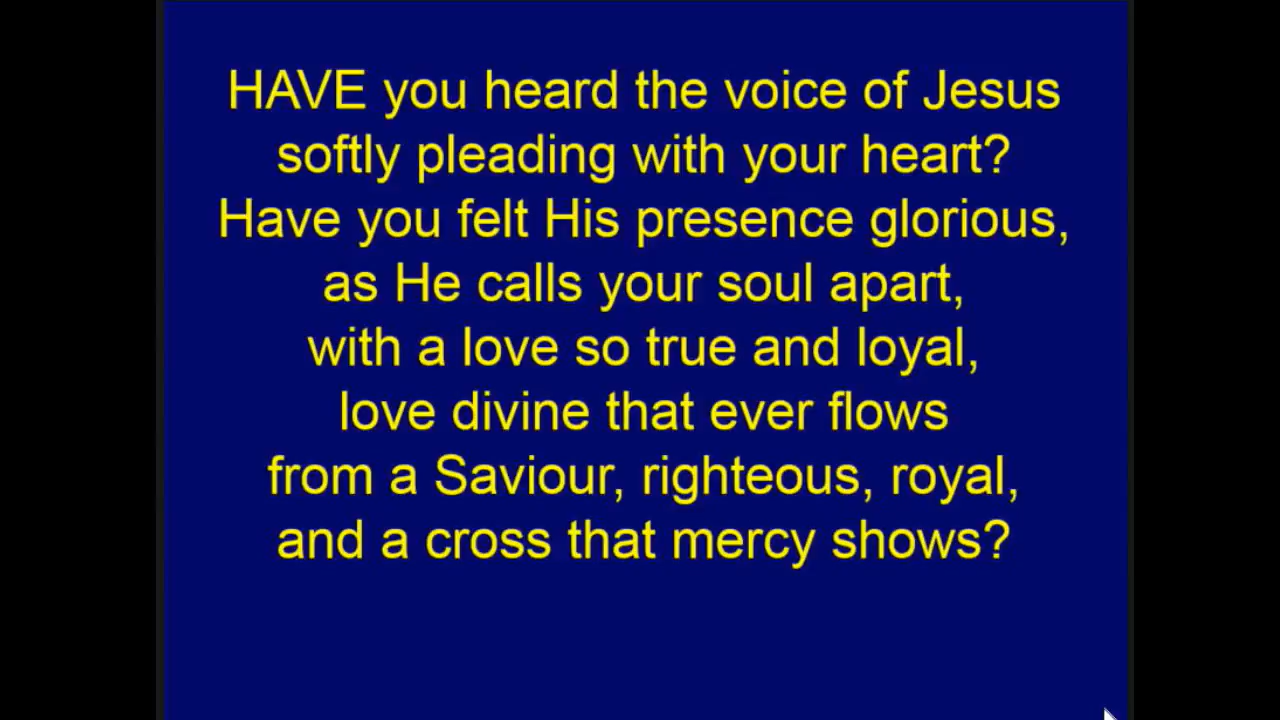 HAVE you heard the voice of Jesus
softly pleading with your heart?
Have you felt His presence glorious,
as He calls your soul apart,
with a love so true and loyal,
love divine that ever flows
from a Saviour, righteous, royal,
and a cross that mercy shows?